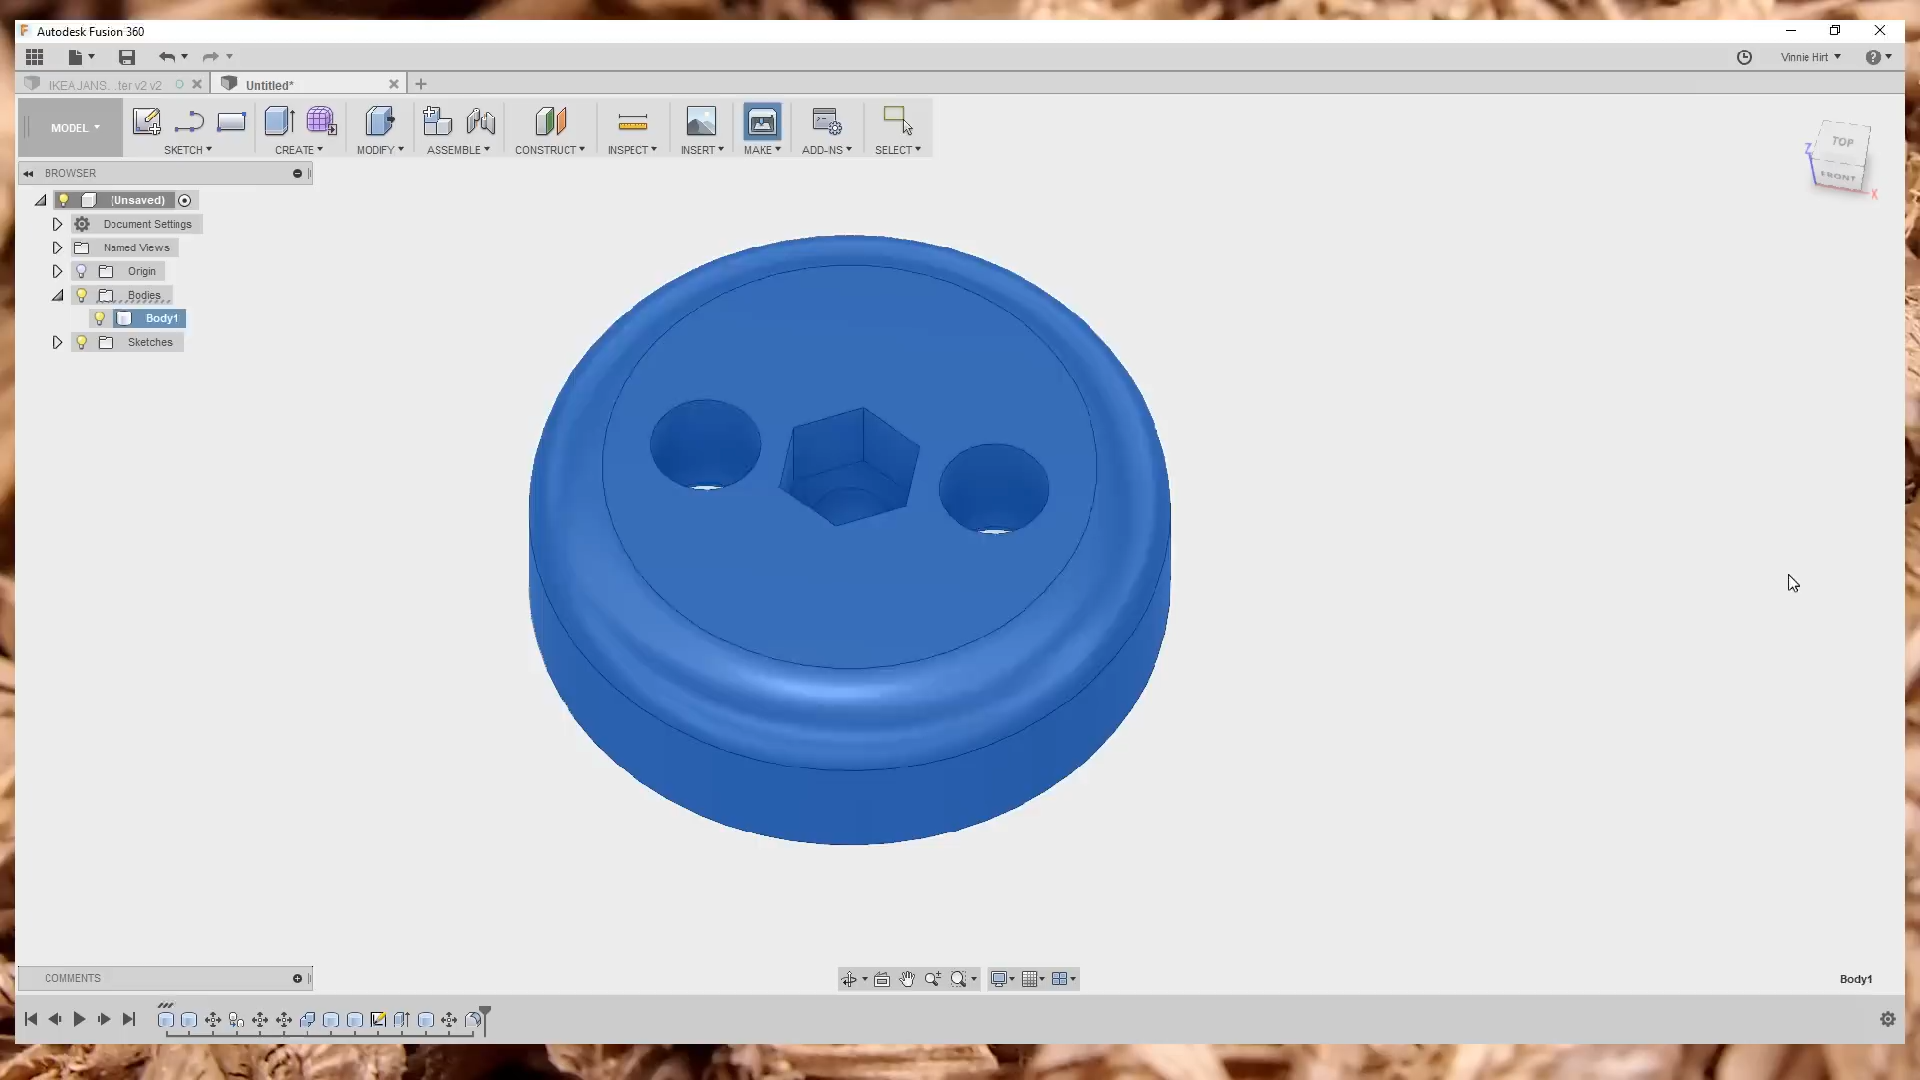 Autodesk Fusion 360
Vinnie Hirt
IKEA JANS. ..ter v2 v2
Untitled*
MODEL
SKETCH
CREATE
MODIFY
ASSEMBLE
CONSTRUCT
INSPECT
INSERT
MAKE
ADD-INS
SELECT
TOP
FRONT
Z
X
BROWSER
(Unsaved)
Document Settings
Named Views
Origin
Bodies
Body1
Sketches
COMMENTS
Body1